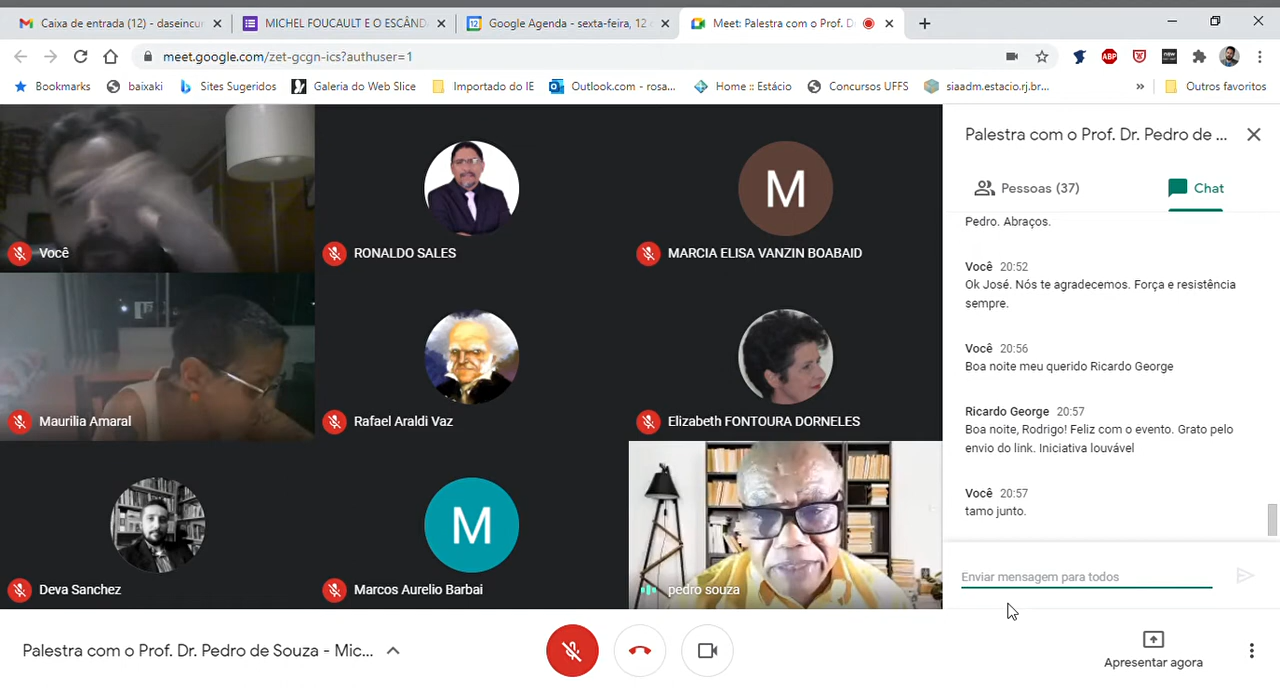 Caixa de entrada (12) - daseincu
MICHEL FOUCAULT E O ESCÂND
Google Agenda - sexta-feira, 12
Meet: Palestra com o Prof. D
meet.google.com/zet-gcgn-ics?authuser=1
ABP
Bookmarks
baixaki
Sites Sugeridos
Galeria do Web Slice
Importado do IE
Outlook.com - rosa...
Home :: Estácio
Concursos UFFS
siaadm.estacio.rj.br...
»
Outros favoritos
Você
RONALDO SALES
M
MARCIA ELISA VANZIN BOABAID
Maurilia Amaral
Rafael Araldi Vaz
Elizabeth FONTOURA DORNELES
Deva Sanchez
M
Marcos Aurelio Barbai
pedro souza
Palestra com o Prof. Dr. Pedro de ...
Pessoas (37)
Chat
Pedro. Abraços.
Você 20:52
Ok José. Nós te agradecemos. Força e resistência
sempre.
Você 20:56
Boa noite meu querido Ricardo George
Ricardo George 20:57
Boa noite, Rodrigo! Feliz com o evento. Grato pelo
envio do link. Iniciativa louvável
Você 20:57
tamo junto.
Enviar mensagem para todos
Palestra com o Prof. Dr. Pedro de Souza - Mic...
Apresentar agora